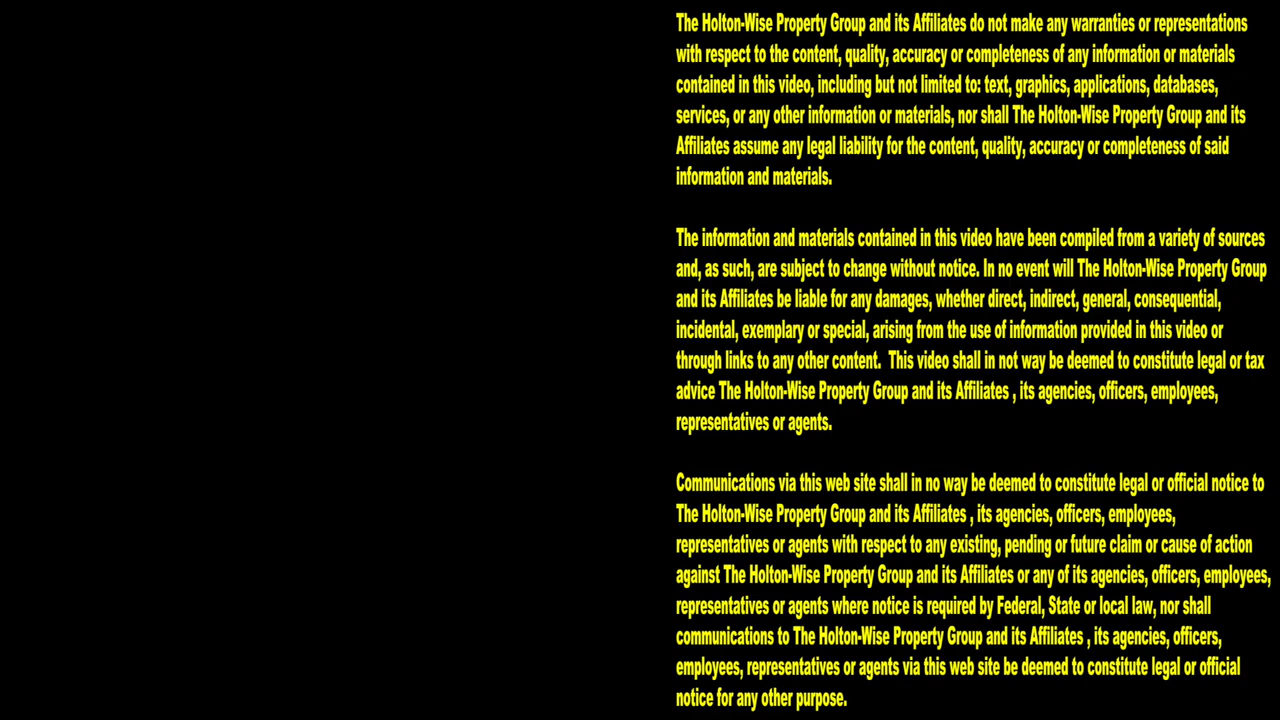 The Holton-Wise Property Group and its Affiliates do not make any warranties or representations
with respect to the content, quality, accuracy or completeness of any information or materials
contained in this video, including but not limited to: text, graphics, applications, databases,
services, or any other information or materials, nor shall The Holton-Wise Property Group and its
Affiliates assume any legal liability for the content, quality, accuracy or completeness of said
information and materials.

The information and materials contained in this video have been compiled from a variety of sources
and, as such, are subject to change without notice. In no event will The Holton-Wise Property Group
and its Affiliates be liable for any damages, whether direct, indirect, general, consequential,
incidental, exemplary or special, arising from the use of information provided in this video or
through links to any other content.  This video shall in not way be deemed to constitute legal or tax
advice The Holton-Wise Property Group and its Affiliates , its agencies, officers, employees,
representatives or agents.

Communications via this web site shall in no way be deemed to constitute legal or official notice to
The Holton-Wise Property Group and its Affiliates , its agencies, officers, employees,
representatives or agents with respect to any existing, pending or future claim or cause of action
against The Holton-Wise Property Group and its Affiliates or any of its agencies, officers, employees,
representatives or agents where notice is required by Federal, State or local law, nor shall
communications to The Holton-Wise Property Group and its Affiliates , its agencies, officers,
employees, representatives or agents via this web site be deemed to constitute legal or official
notice for any other purpose.